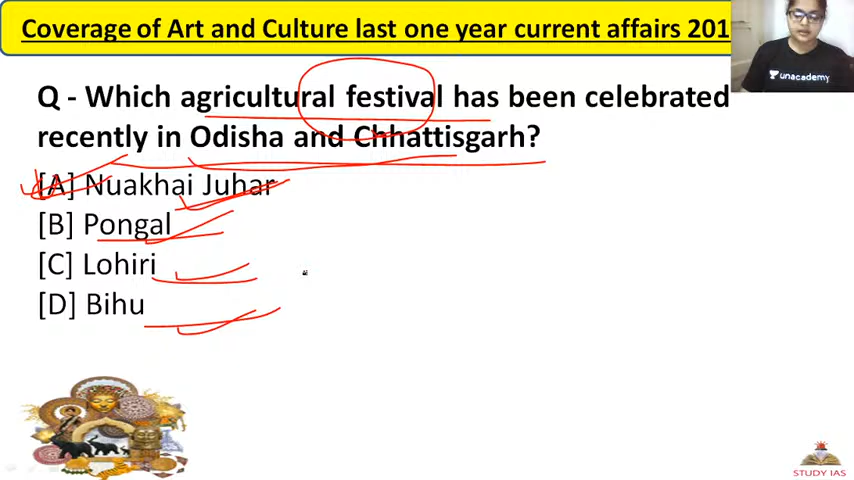 Coverage of Art and Culture last one year current affairs 201
unacademy
Q - Which agricultural festival has been celebrated
recently in Odisha and Chhattisgarh?
[A] Nuakhai Juhar
[B] Pongal
[C] Lohiri
[D] Bihu
STUDY IAS